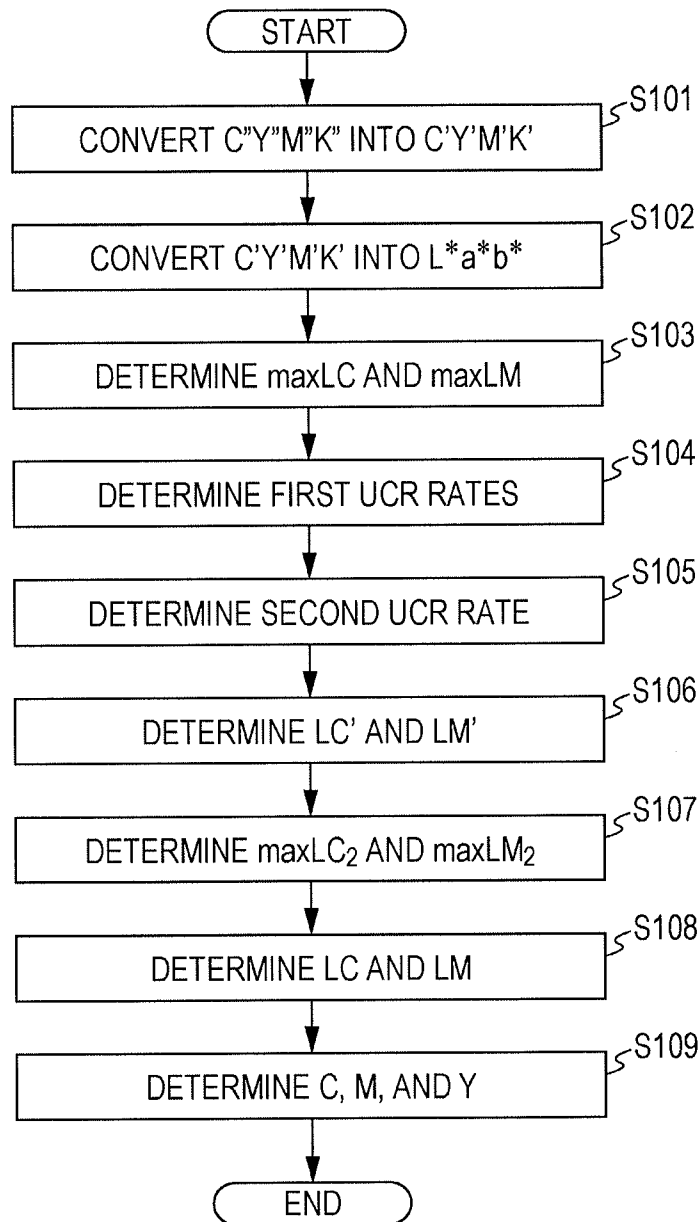 START
S101
CONVERT C"Y"M"K" INTO C'Y'M'K'
S102
CONVERT C'Y'M'K' INTO L*a*b*
S103
DETERMINE maxLC AND maxLM
S104
DETERMINE FIRST UCR RATES
S105
DETERMINE SECOND UCR RATE
S106
DETERMINE LC' AND LM'
S107
DETERMINE maxLC₂ AND maxLM₂
S108
DETERMINE LC AND LM
S109
DETERMINE C, M, AND Y
END